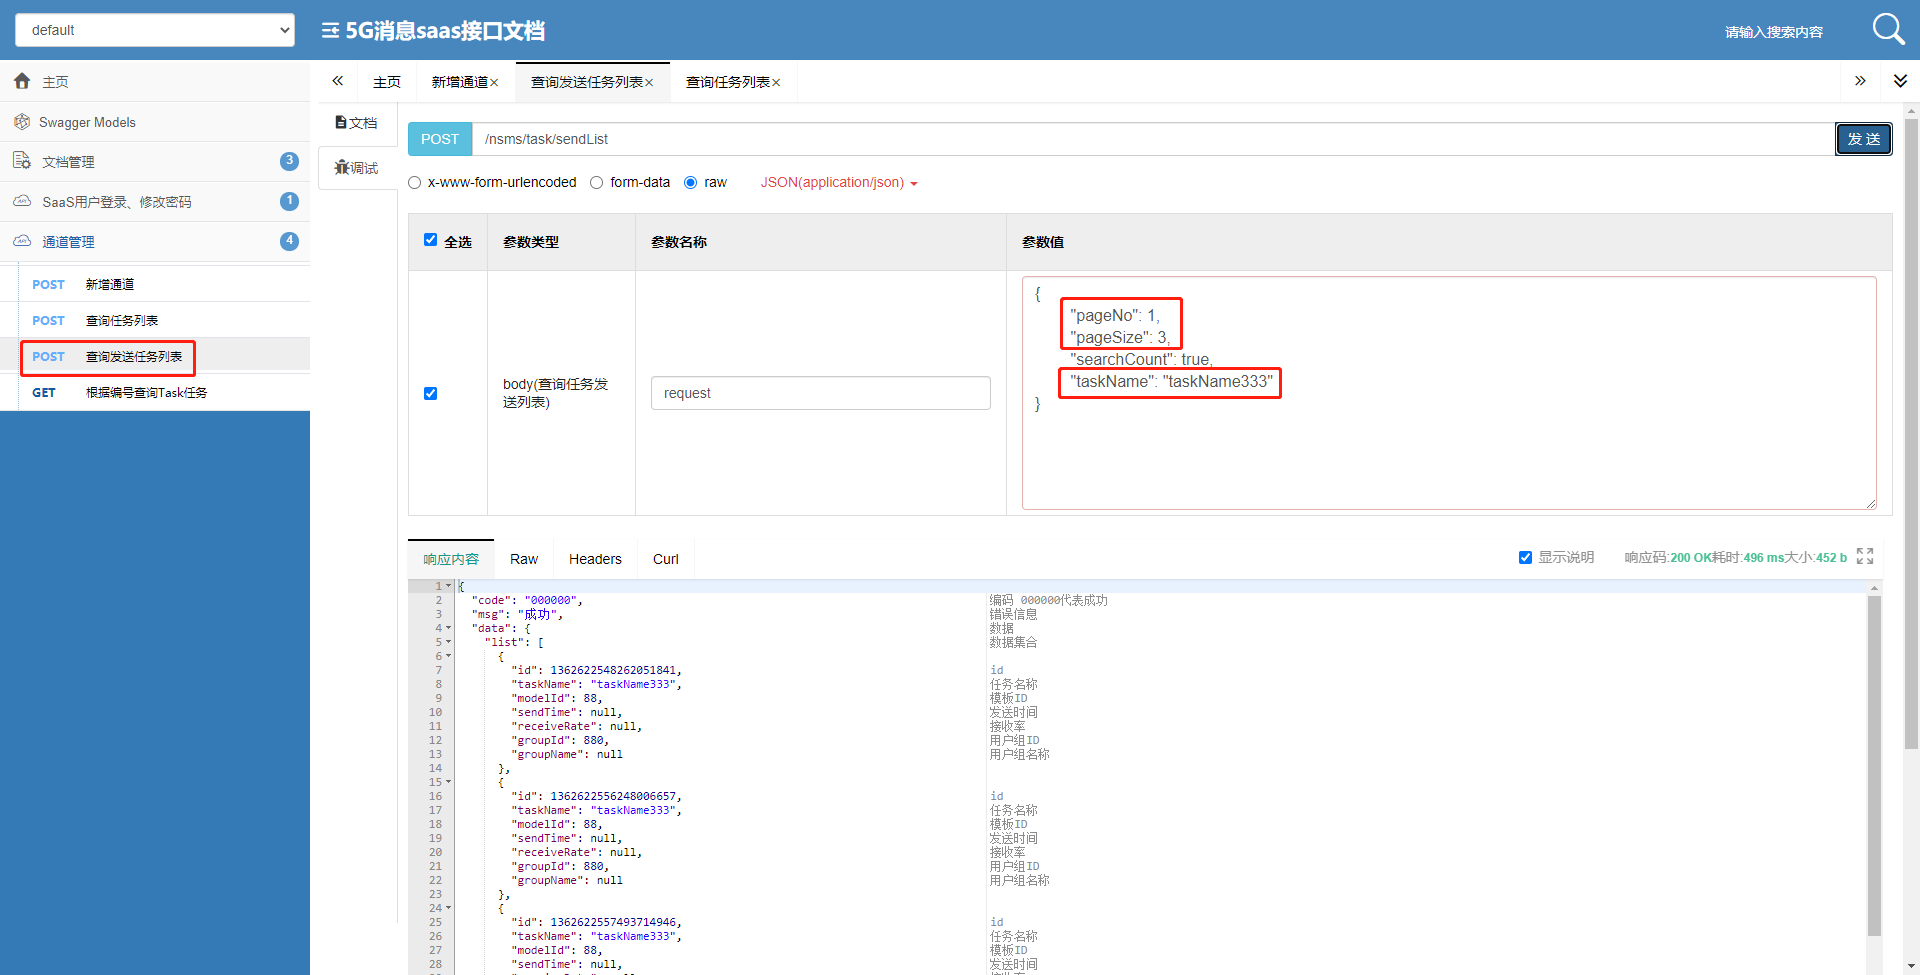 default
5G消息saas接口文档
请输入搜索内容
主页
Swagger Models
文档管理
3
SaaS用户登录、修改密码
1
通道管理
4
POST 新增通道
POST 查询任务列表
POST 查询发送任务列表
GET 根据编号查询Task任务
主页
新增通道×
查询发送任务列表×
查询任务列表×
文档
调试
POST /nsms/task/sendList
发 送
x-www-form-urlencoded form-data raw JSON(application/json)
全选 参数类型 参数名称 参数值
body(查询任务发
送列表)
request
{
"pageNo": 1,
"pageSize": 3,
"searchCount": true,
"taskName": "taskName333"
}
响应内容 Raw Headers Curl
显示说明 响应码:200 OK耗时:496 ms大小:452 b
1 {
2 "code": "000000", 编码 000000代表成功
3 "msg": "成功", 错误信息
4 "data": { 数据
5 "list": [ 数据集合
6 {
7 "id": 1362622548262051841, id
8 "taskName": "taskName333", 任务名称
9 "modelId": 88, 模板ID
10 "sendTime": null, 发送时间
11 "receiveRate": null, 接收率
12 "groupId": 880, 用户组ID
13 "groupName": null 用户组名称
14 },
15 {
16 "id": 1362622556248006657, id
17 "taskName": "taskName333", 任务名称
18 "modelId": 88, 模板ID
19 "sendTime": null, 发送时间
20 "receiveRate": null, 接收率
21 "groupId": 880, 用户组ID
22 "groupName": null 用户组名称
23 },
24 {
25 "id": 1362622557493714946, id
26 "taskName": "taskName333", 任务名称
27 "modelId": 88, 模板ID
28 "sendTime": null, 发送时间